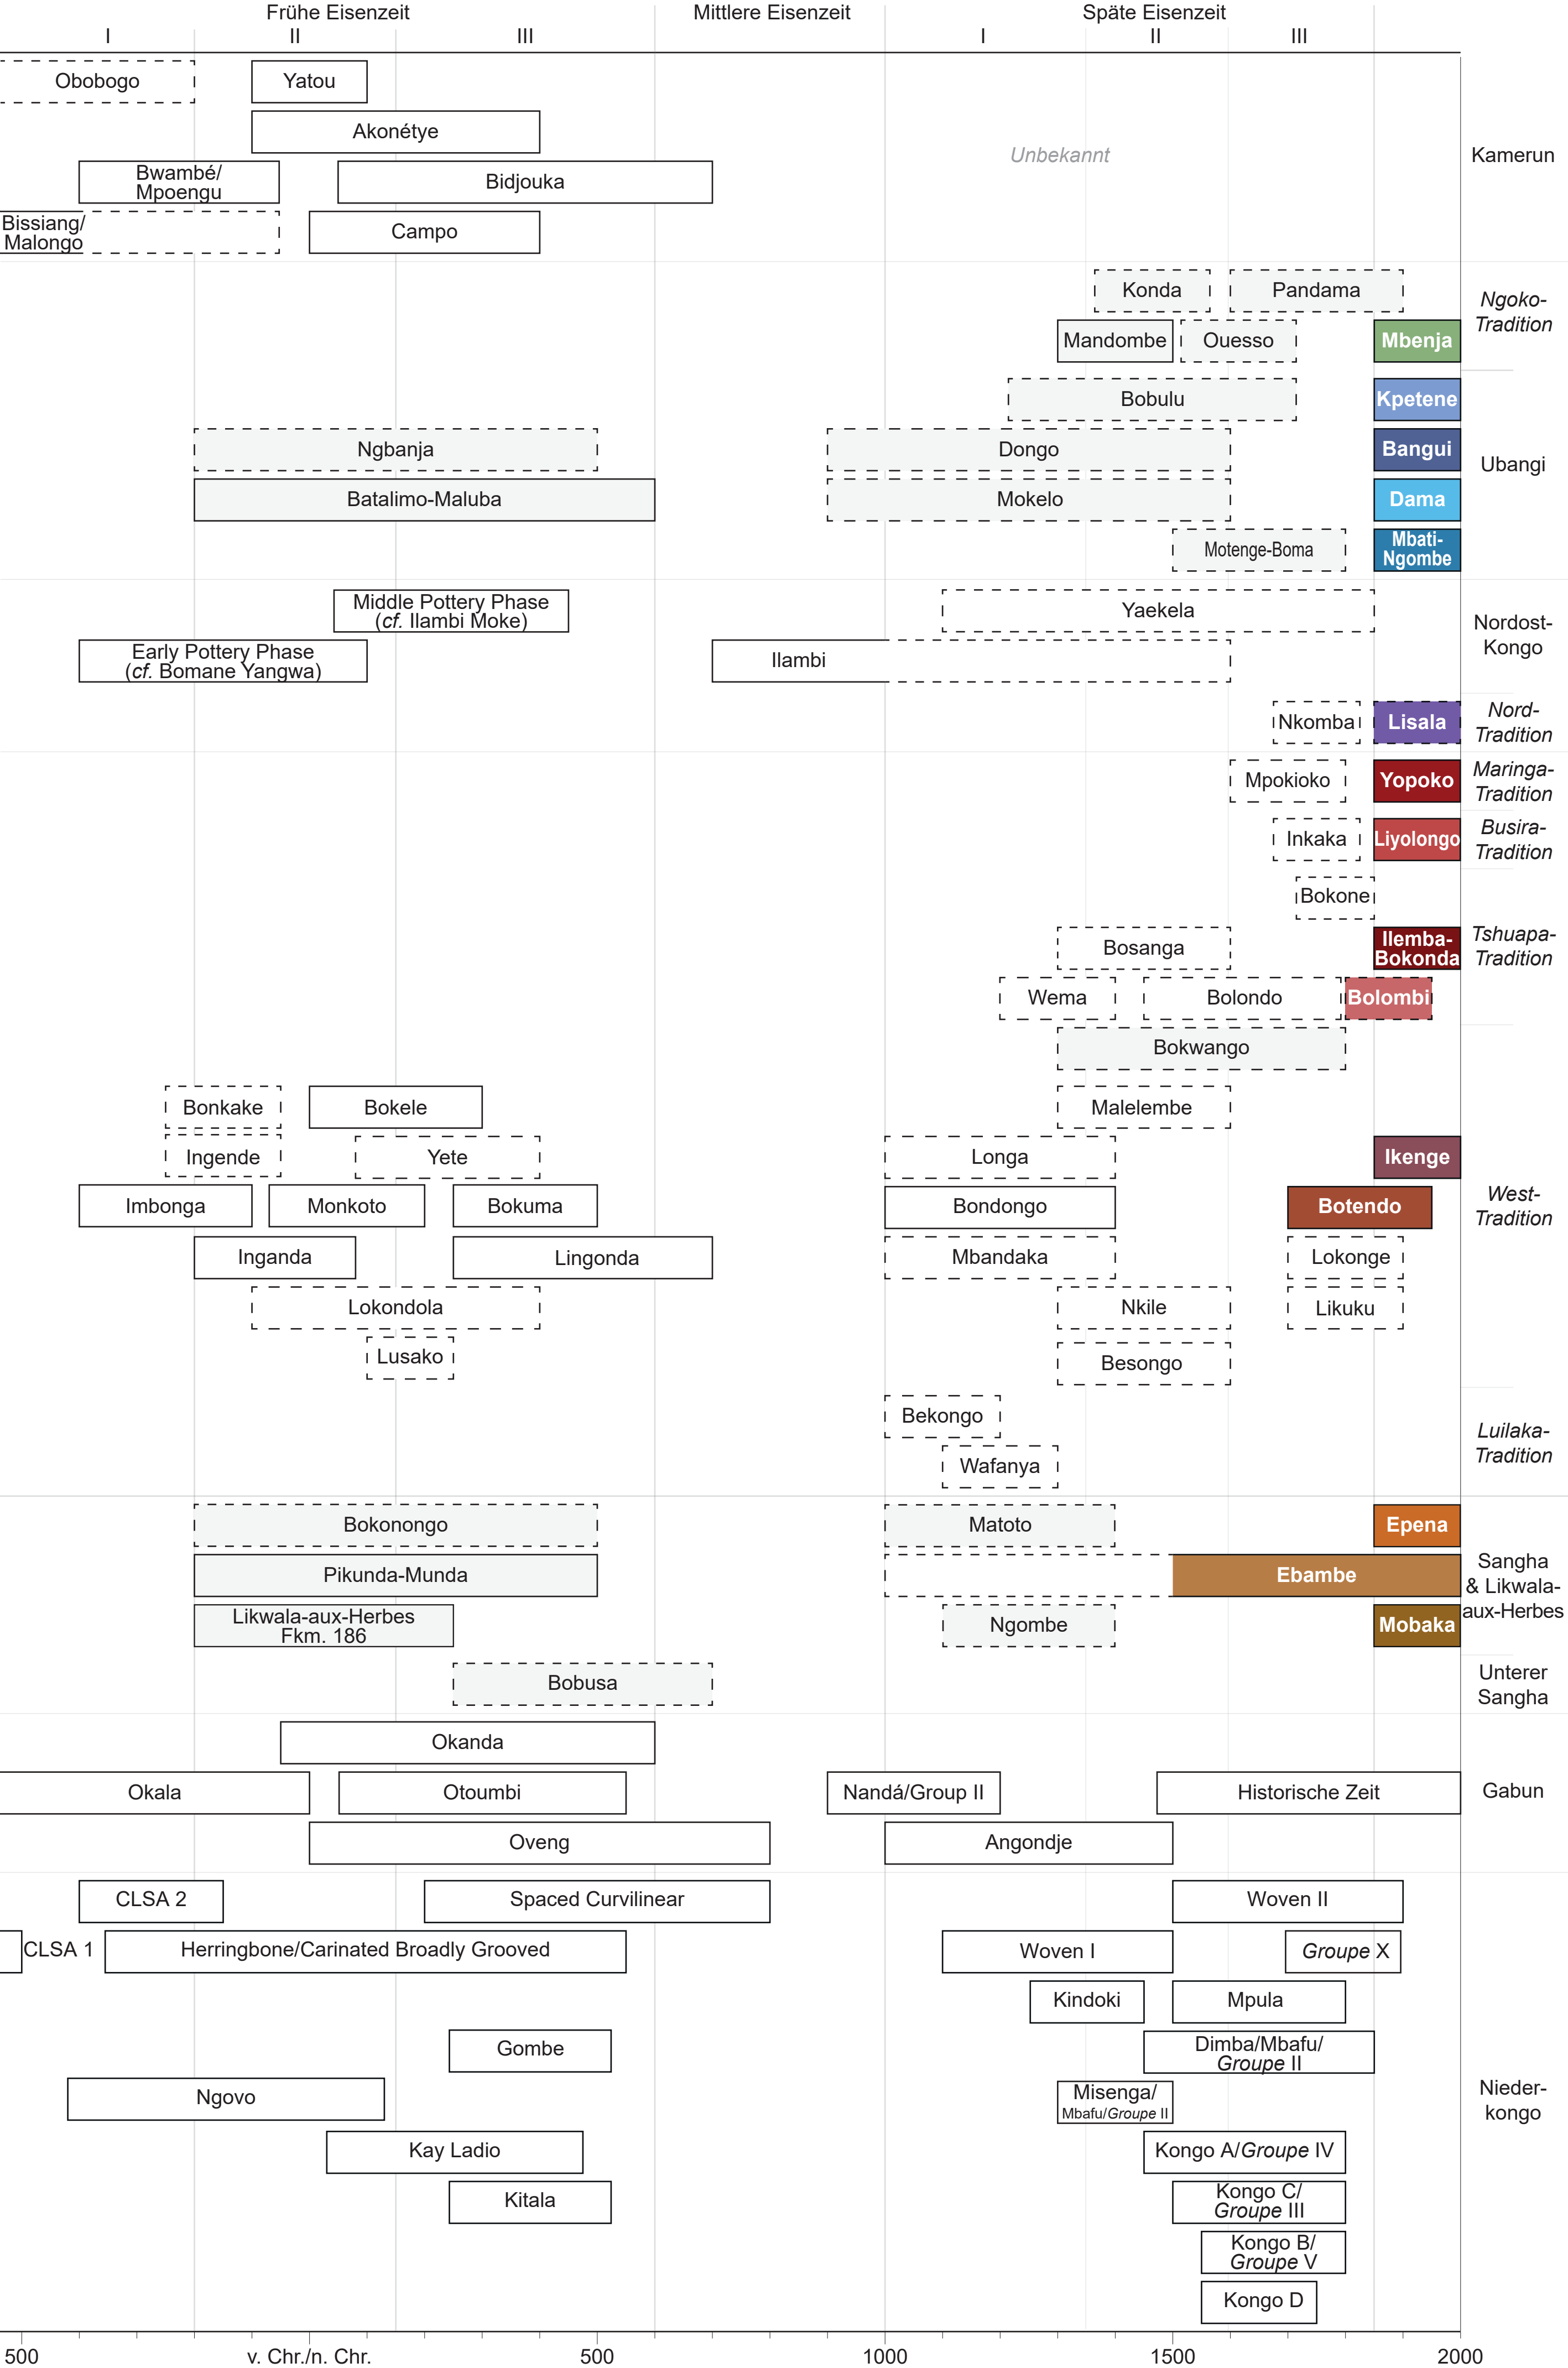 Frühe Eisenzeit
Mittlere Eisenzeit
Späte Eisenzeit
I
II
III
I
II
III
Obobogo
Yatou
Akonétye
Bwambé/
Mpoengu
Bidjouka
Bissiang/
Malongo
Campo
Unbekannt
Kamerun
Konda
Pandama
Mandombe
Ouesso
Mbenja
Ngoko-
Tradition
Bobulu
Kpetene
Ngbanja
Dongo
Bangui
Batalimo-Maluba
Mokelo
Dama
Motenge-Boma
Mbati-
Ngombe
Ubangi
Middle Pottery Phase
(cf. Ilambi Moke)
Yaekela
Early Pottery Phase
(cf. Bomane Yangwa)
Ilambi
Nordost-
Kongo
Nkomba
Lisala
Nord-
Tradition
Mpokioko
Yopoko
Maringa-
Tradition
Inkaka
Liyolongo
Busira-
Tradition
Bokone
Bosanga
Ilemba-
Bokonda
Wema
Bolondo
Bolombi
Tshuapa-
Tradition
Bokwango
Bonkake
Bokele
Malelembe
Ingende
Yete
Longa
Ikenge
Imbonga
Monkoto
Bokuma
Bondongo
Botendo
Inganda
Lingonda
Mbandaka
Lokonge
Lokondola
Nkile
Likuku
Lusako
Besongo
West-
Tradition
Bekongo
Wafanya
Luilaka-
Tradition
Bokonongo
Matoto
Epena
Pikunda-Munda
Ebambe
Likwala-aux-Herbes
Fkm. 186
Ngombe
Mobaka
Sangha
& Likwala-
aux-Herbes
Bobusa
Unterer
Sangha
Okanda
Okala
Otoumbi
Nandá/Group II
Historische Zeit
Oveng
Angondje
Gabun
CLSA 2
Spaced Curvilinear
Woven II
CLSA 1
Herringbone/Carinated Broadly Grooved
Woven I
Groupe X
Kindoki
Mpula
Gombe
Dimba/Mbafu/
Groupe II
Ngovo
Misenga/
Mbafu/Groupe II
Kay Ladio
Kongo A/Groupe IV
Kitala
Kongo C/
Groupe III
Kongo B/
Groupe V
Kongo D
Nieder-
kongo
500
v. Chr./n. Chr.
500
1000
1500
2000